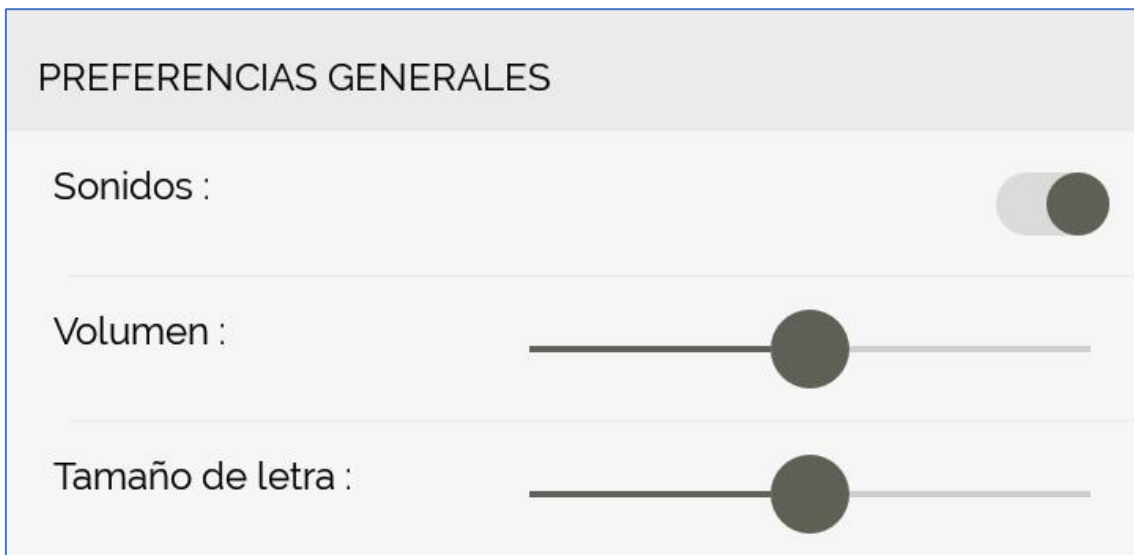 PREFERENCIAS GENERALES
Sonidos :
Volumen :
Tamaño de letra :